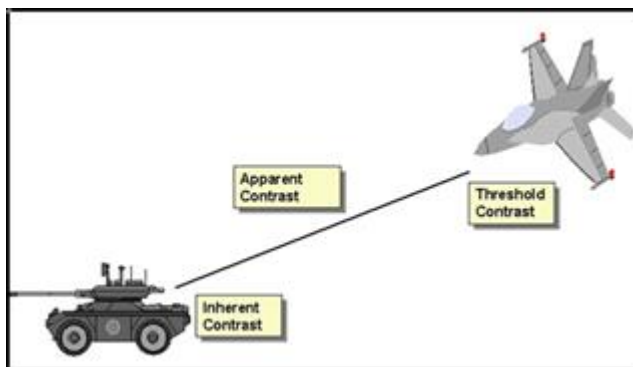 Apparent
Contrast
Threshold
Contrast
Inherent
Contrast